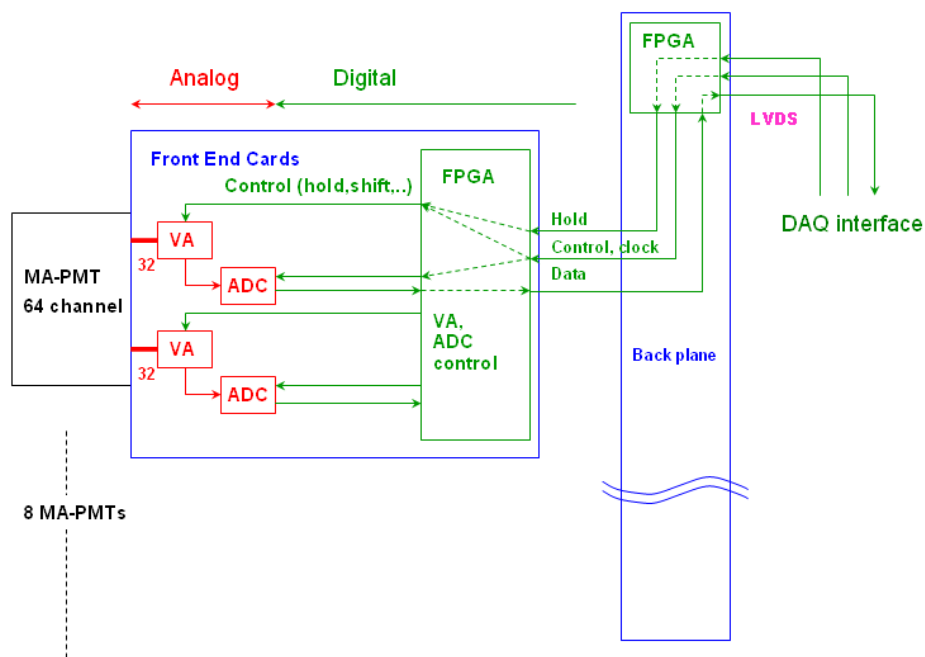 FPGA
Analog
Digital
LVDS
Front End Cards
FPGA
Control (hold,shift,..)
Hold
DAQ interface
VA
Control, clock
32
MA-PMT
64 channel
ADC
Data
VA,
ADC
control
VA
Back plane
32
ADC
8 MA-PMTs